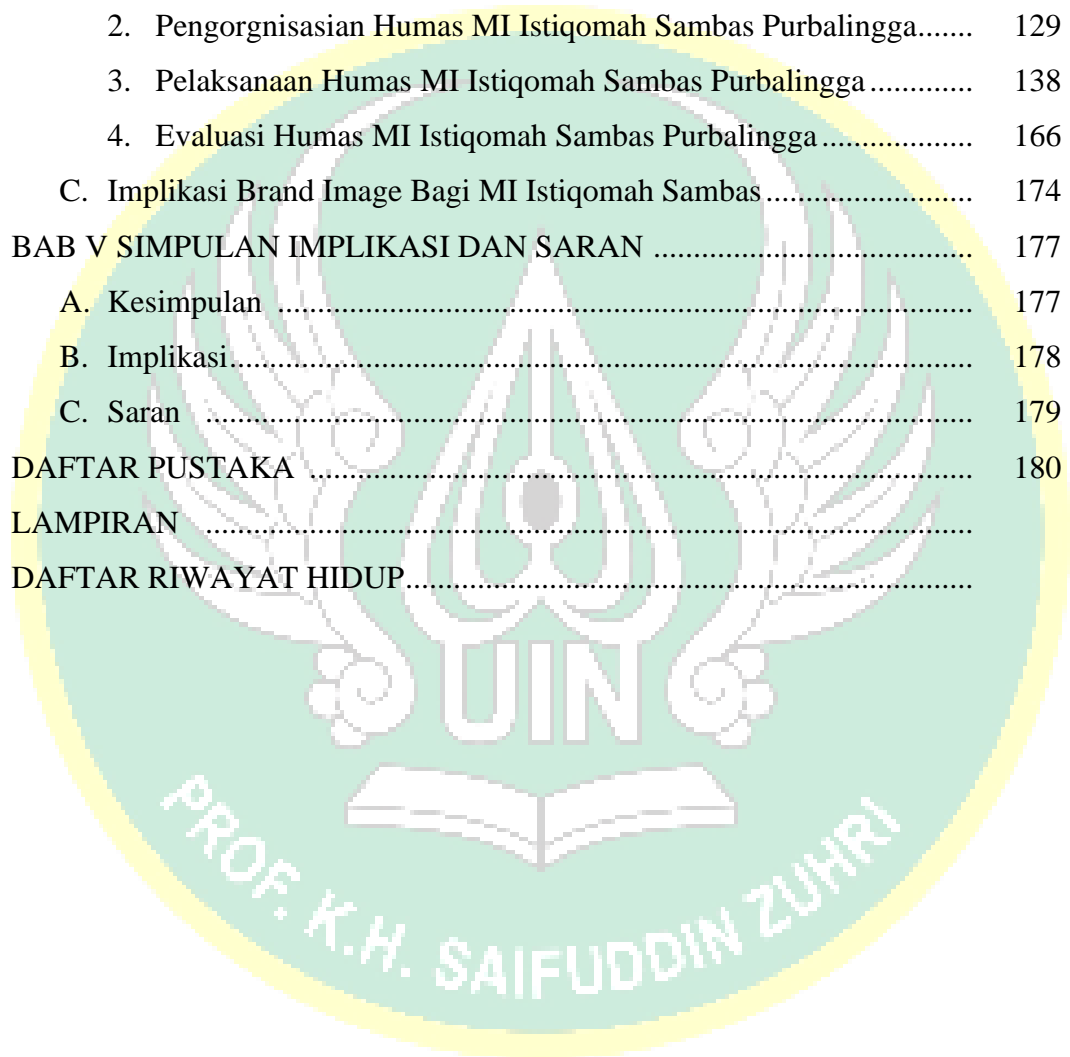 2. Pengorgnisasian Humas MI Istiqomah Sambas Purbalingga....... 129
3. Pelaksanaan Humas MI Istiqomah Sambas Purbalingga ............. 138
4. Evaluasi Humas MI Istiqomah Sambas Purbalingga ................... 166
C. Implikasi Brand Image Bagi MI Istiqomah Sambas .......................... 174
BAB V SIMPULAN IMPLIKASI DAN SARAN ........................................ 177
A. Kesimpulan ....................................................................................... 177
B. Implikasi............................................................................................. 178
C. Saran ................................................................................................ 179
DAFTAR PUSTAKA ................................................................................... 180
LAMPIRAN ................................................................................................
DAFTAR RIWAYAT HIDUP.......................................................................
UIN
PROF. K.H. SAIFUDDIN ZUHRI